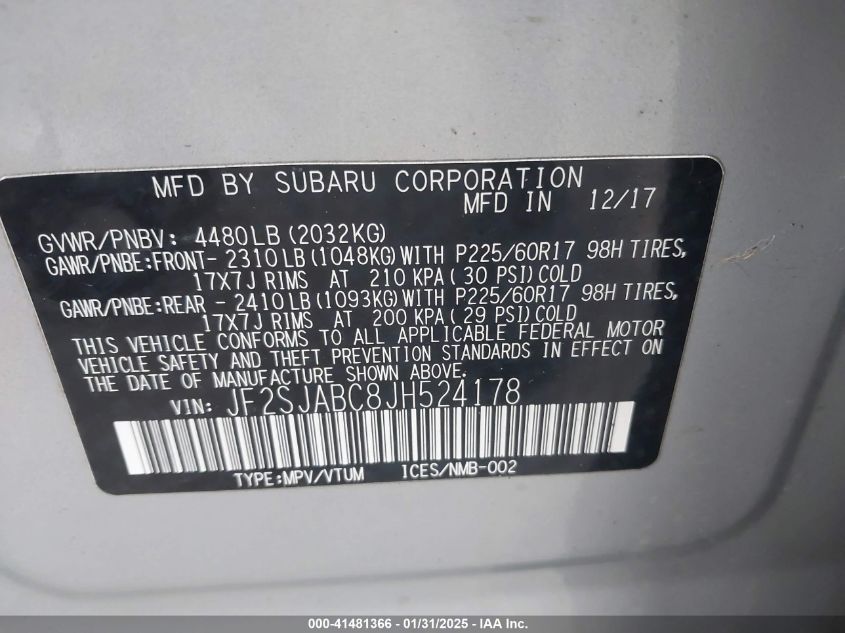 MFD BY SUBARU CORPORATION
MFD IN 12/17
GVWR/PNBV: 4480LB (2032KG)
GAWR/PNBE:FRONT- 2310LB (1048KG) WITH P225/60R17 98H TIRES,
17X7J RIMS AT 210 KPA ( 30 PSI) COLD
GAWR/PNBE:REAR - 2410LB (1093KG) WITH P225/60R17 98H TIRES,
17X7J RIMS AT 200 KPA ( 29 PSI) COLD
THIS VEHICLE CONFORMS TO ALL APPLICABLE FEDERAL MOTOR
VEHICLE SAFETY AND THEFT PREVENTION STANDARDS IN EFFECT ON
THE DATE OF MANUFACTURE SHOWN ABOVE.
VIN: JF2SJABC8JH524178
TYPE:MPV/VTUM ICES/NMB-002
000-41481366 - 01/31/2025 - IAA Inc.